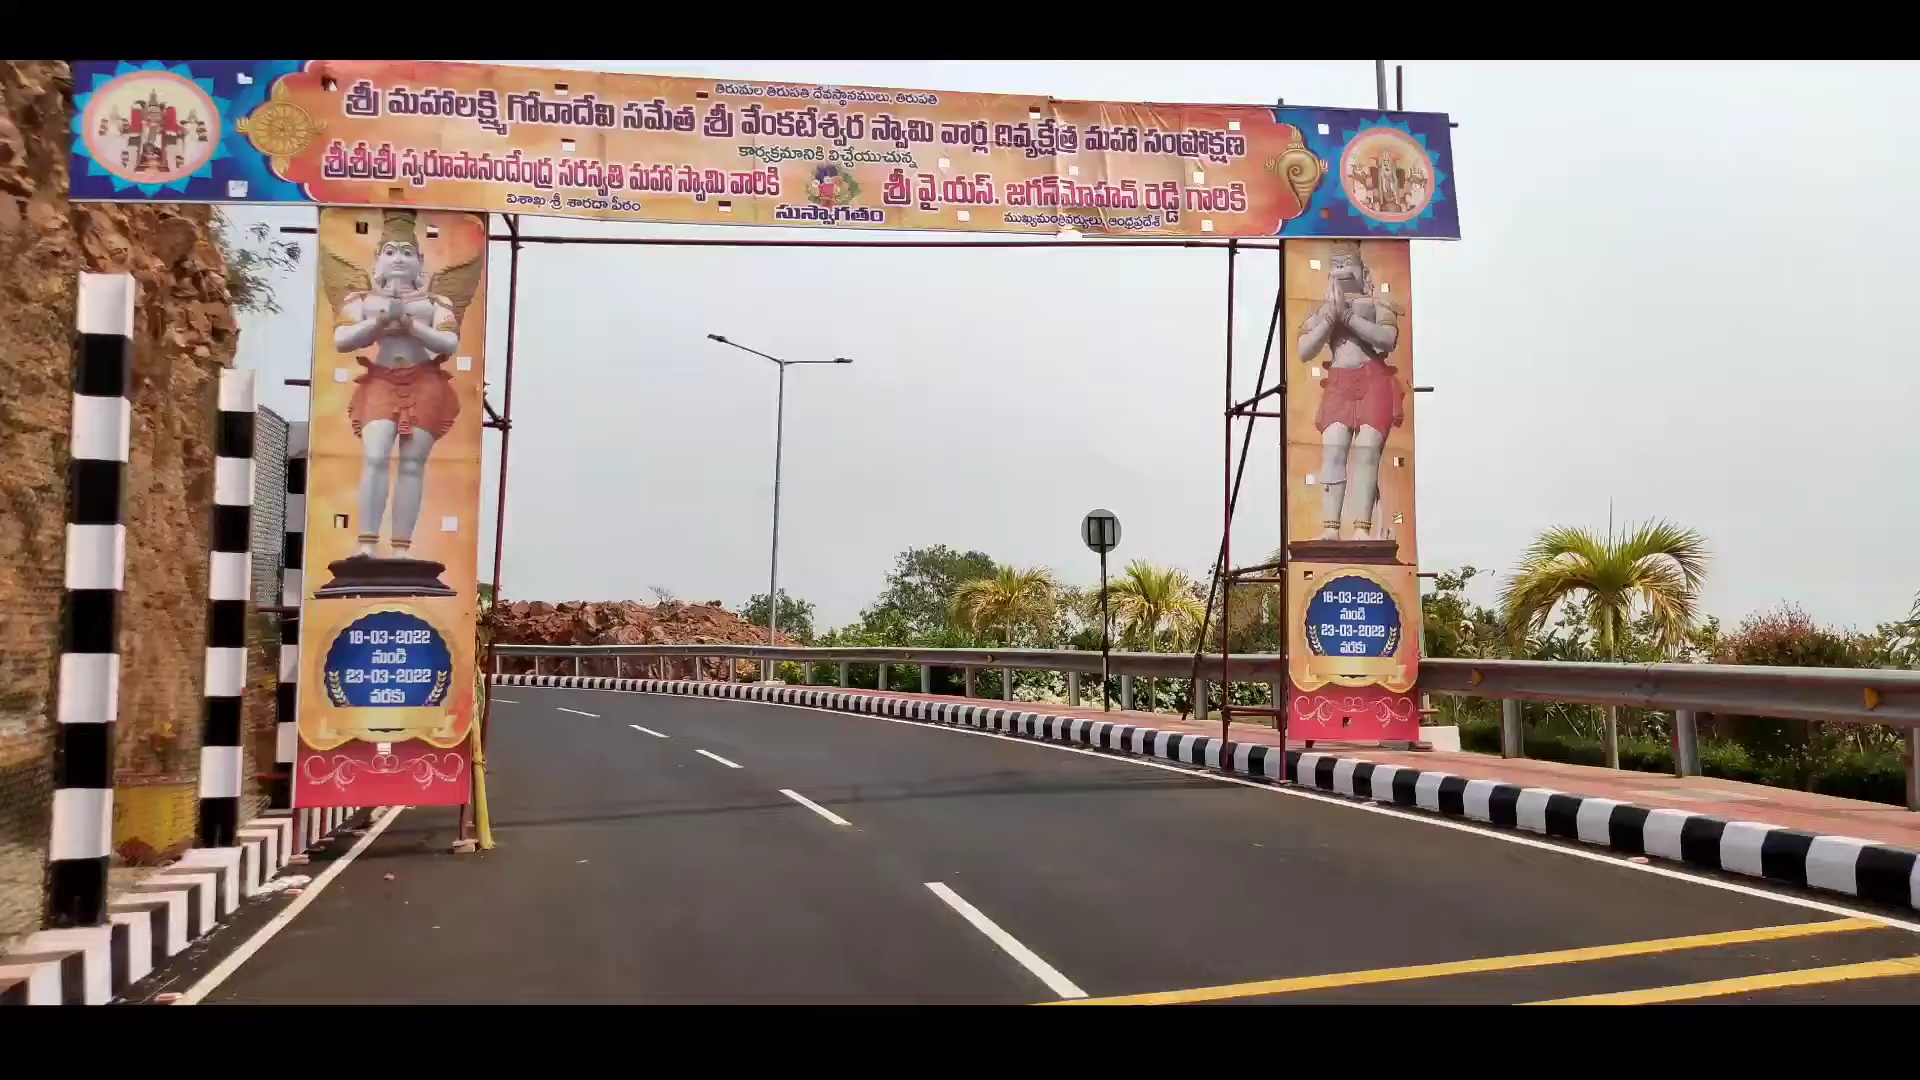 తిరుమల తిరుపతి దేవస్థానములు, తిరుపతి
శ్రీ మహాలక్ష్మి గోదాదేవి సమేత శ్రీ వేంకటేశ్వర స్వామి వార్ల దివ్యక్షేత్ర మహా సంప్రోక్షణ
కార్యక్రమానికి విచ్చేయుచున్న
శ్రీశ్రీశ్రీ స్వరూపానందేంద్ర సరస్వతి మహా స్వామి వారికి
విశాఖ శ్రీ శారదా పీఠం
శ్రీ వై.యస్. జగన్‌మోహన్ రెడ్డి గారికి
ముఖ్యమంత్రివర్యులు, ఆంధ్రప్రదేశ్
సుస్వాగతం
18-03-2022
నుండి
23-03-2022
వరకు
18-03-2022
నుండి
23-03-2022
వరకు